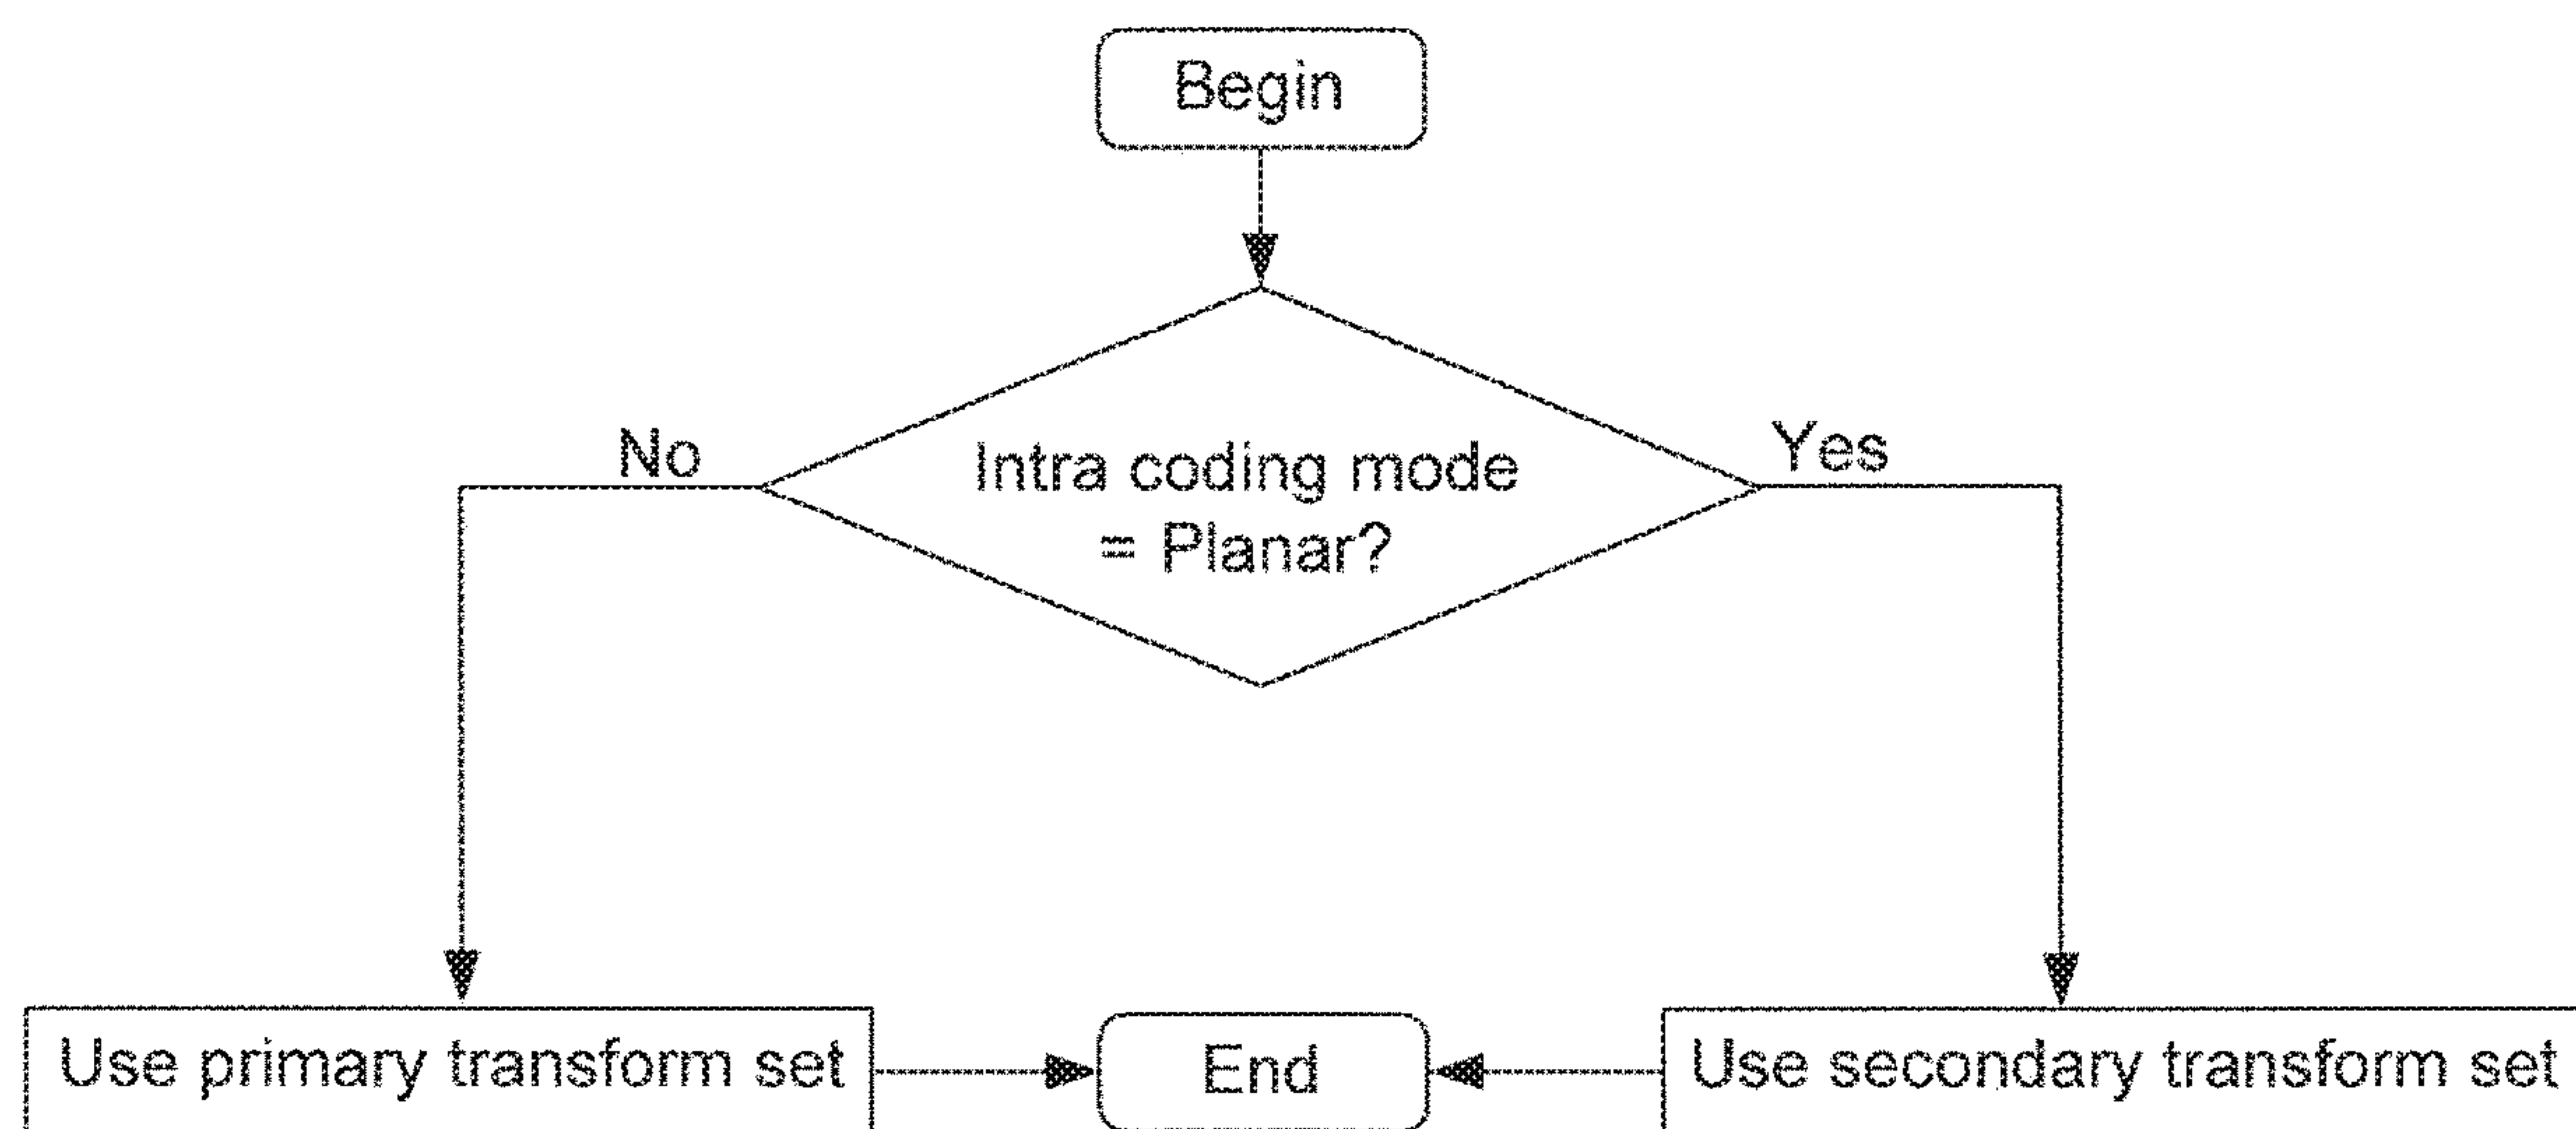 Begin
No
Yes
Intra coding mode
= Planar?
Use primary transform set
End
Use secondary transform set